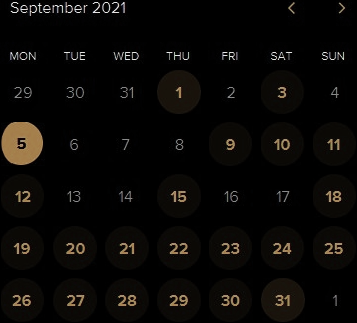 September 2021
MON TUE WED THU FRI SAT SUN
29 30 31 1 2 3 4
5 6 7 8 9 10 11
12 13 14 15 16 17 18
19 20 21 22 23 24 25
26 27 28 29 30 31 1